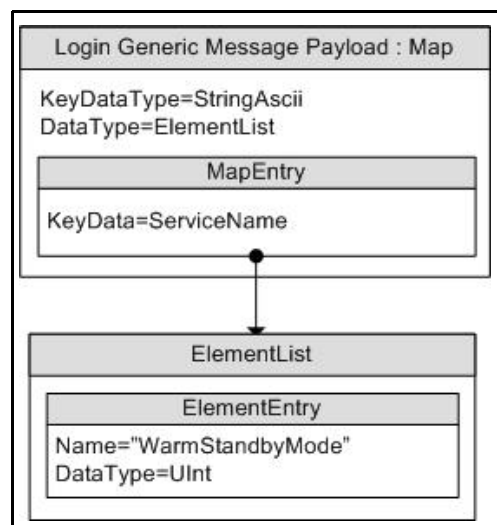 Login Generic Message Payload : Map
KeyDataType=StringAscii
DataType=ElementList
MapEntry
KeyData=ServiceName
ElementList
ElementEntry
Name="WarmStandbyMode”
DataType=UInt